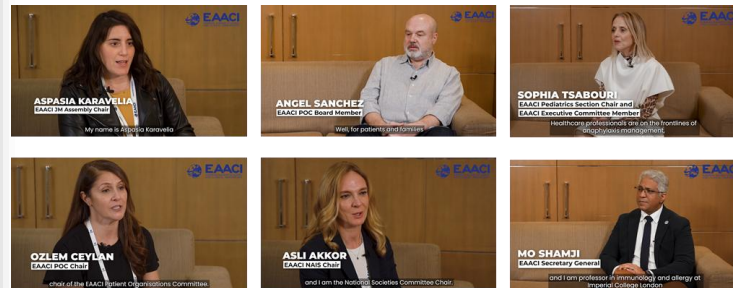 EAACI
ASPASIA KARAVELIA
EAACI JM Assembly Chair
My name is Aspasia Karavelia
EAACI
ANGEL SANCHEZ
EAACI POC Board Member
Well, for patients and families
EAAC
SOPHIA TSABOURI
EAACI Pediatrics Section Chair and
EAACI Executive Committee Member
Healthcare professionals are on the frontlines of
anaphylaxis management,
EAACI
OZLEM CEYLAN
EAACI POC Chair
chair of the EAACI Patient Organisations Committee
EAACI
ASLI AKKOR
EAACI NAIS Chair
and I am the National Societies Committee Chair.
EAAC
MO SHAMJI
EAACI Secretary General
and I am professor in immunology and allergy at
Imperial College London